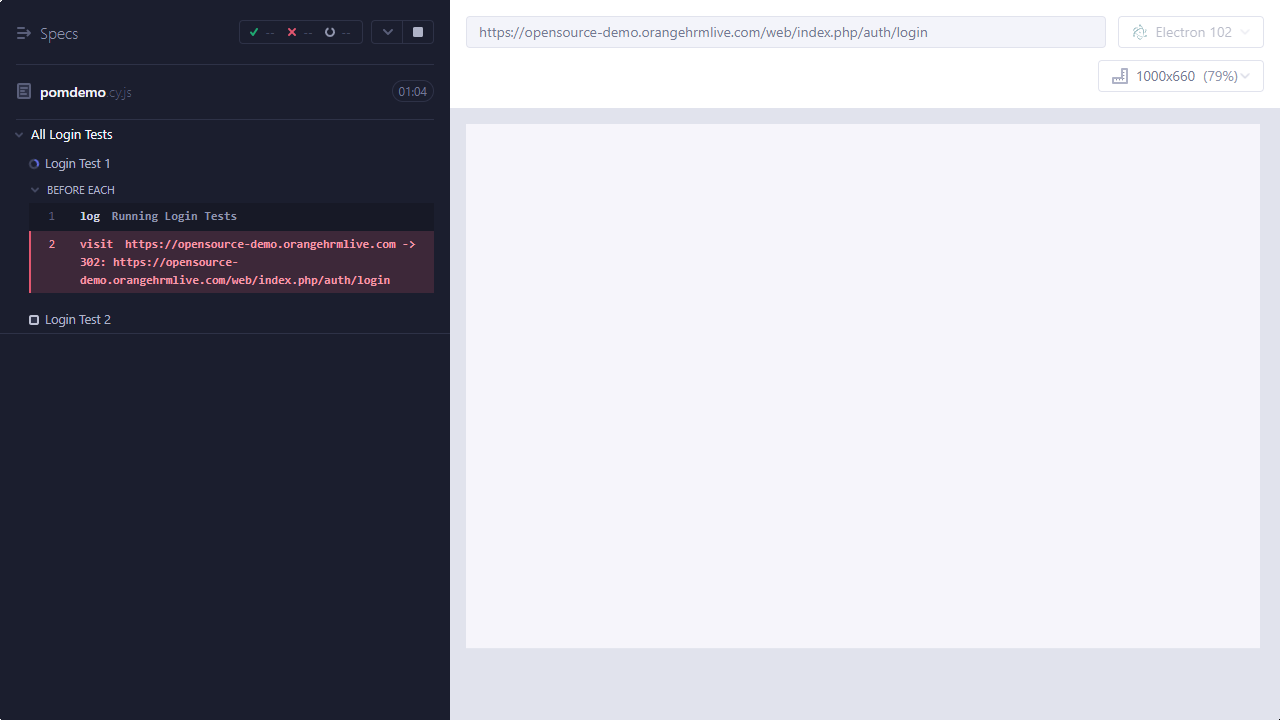 Specs
--
--
--
pomdemo.cy.js
01:04
All Login Tests
Login Test 1
BEFORE EACH
1 log Running Login Tests
2 visit https://opensource-demo.orangehrmlive.com ->
302: https://opensource-
demo.orangehrmlive.com/web/index.php/auth/login
Login Test 2
https://opensource-demo.orangehrmlive.com/web/index.php/auth/login
Electron 102
1000x660 (79%)